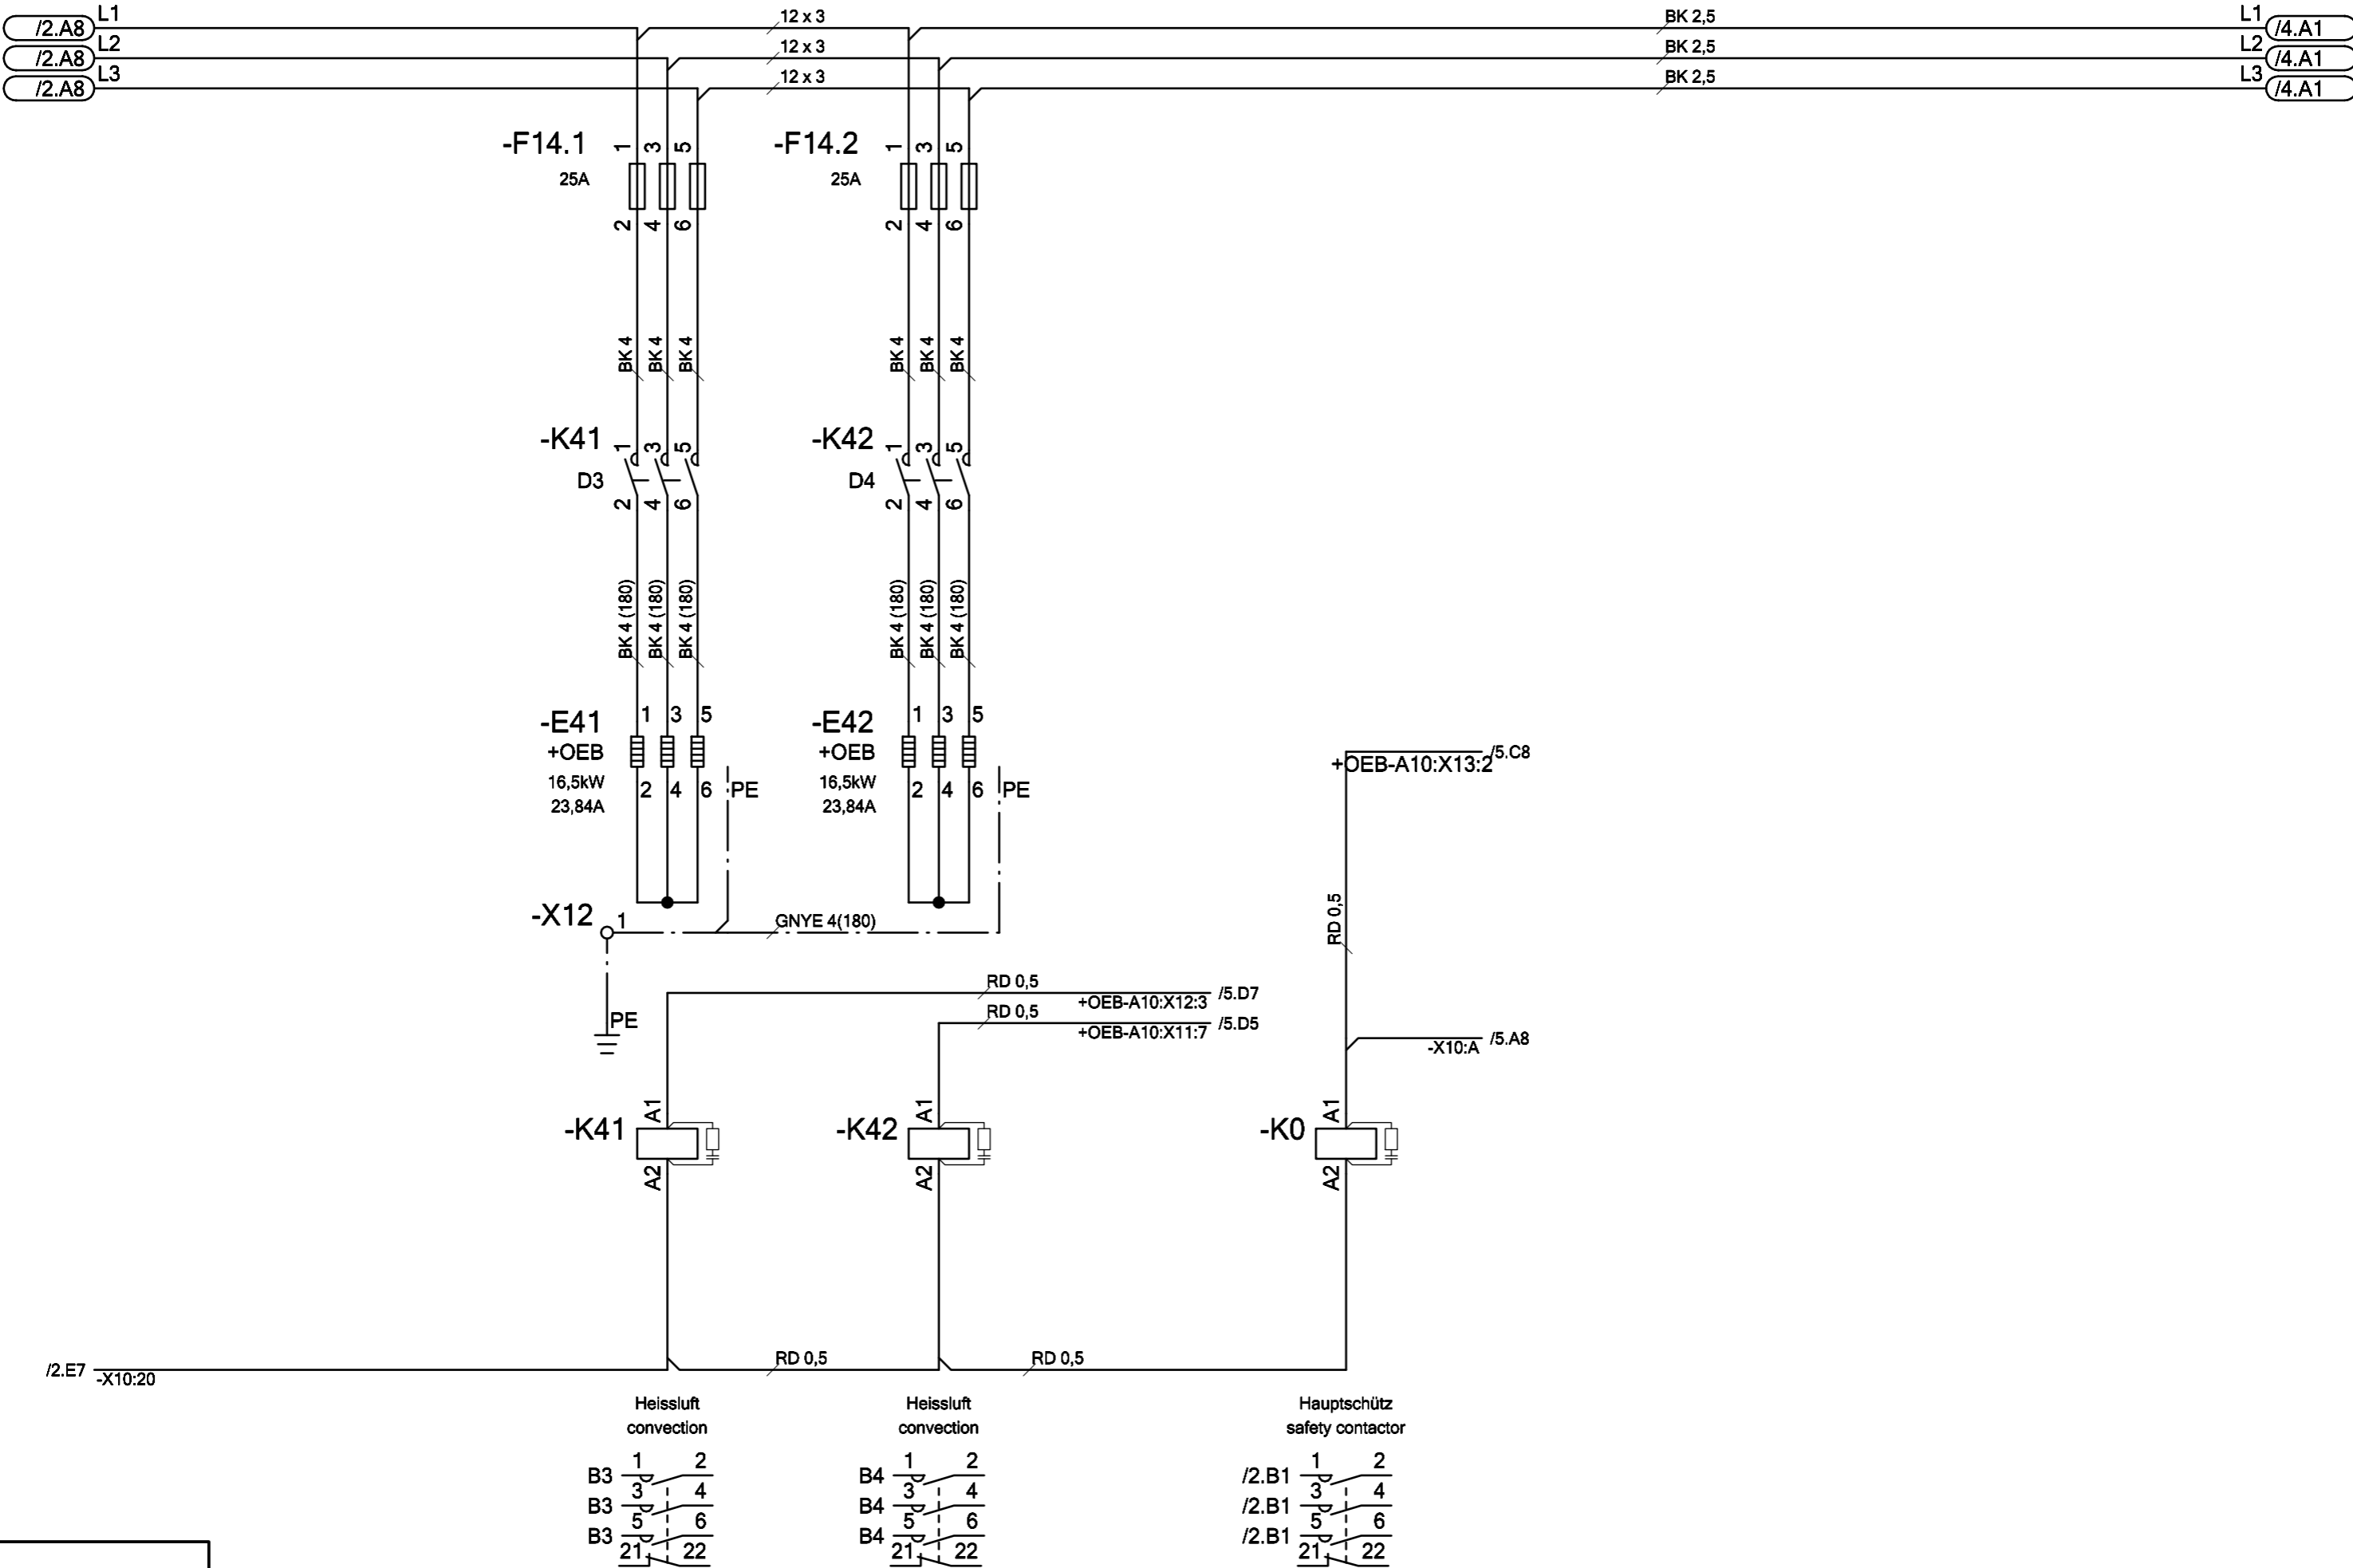 L1 12 x 3 BK 2,5 L1
/2.A8 /4.A1
L2 12 x 3 BK 2,5 L2
/2.A8 /4.A1
L3 12 x 3 BK 2,5 L3
/2.A8 /4.A1
-F14.1 1 3 5 -F14.2 1 3 5
25A 25A
2 4 6 2 4 6
BK 4 BK 4 BK 4 BK 4 BK 4 BK 4
-K41 1 3 5 -K42 1 3 5
D3 D4
2 4 6 2 4 6
BK 4 (180) BK 4 (180) BK 4 (180) BK 4 (180) BK 4 (180) BK 4 (180)
-E41 1 3 5 -E42 1 3 5
+OEB +OEB /5.C8
+OEB-A10:X13:2
16,5kW 2 4 6 PE 16,5kW 2 4 6 PE
23,84A 23,84A
-X12 1 GNYE 4(180) RD 0,5
RD 0,5 /5.D7
+OEB-A10:X12:3
PE RD 0,5 /5.D5
+OEB-A10:X11:7
/5.A8
-X10:A
A1 A1 A1
-K41 -K42 -K0
A2 A2 A2
/2.E7 RD 0,5 RD 0,5
-X10:20
Heissluft Heissluft Hauptschütz
convection convection safety contactor
1 2 1 2 1 2
B3 B4 /2.B1
3 4 3 4 3 4
B3 B4 /2.B1
5 6 5 6 5 6
B3 B4 /2.B1
21 22 21 22 21 22